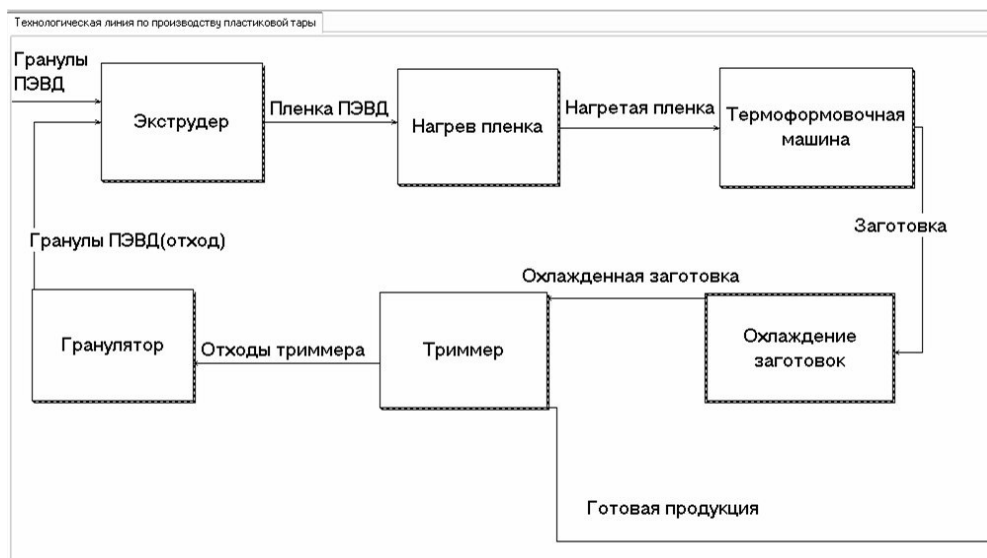 Технологическая линия по производству пластиковой тары
Гранулы
ПЭВД
Экструдер
Пленка ПЭВД
Нагрев пленка
Нагретая пленка
Термоформовочная
машина
Заготовка
Гранулы ПЭВД(отход)
Охлажденная заготовка
Гранулятор
Отходы триммера
Триммер
Охлаждение
заготовок
Готовая продукция